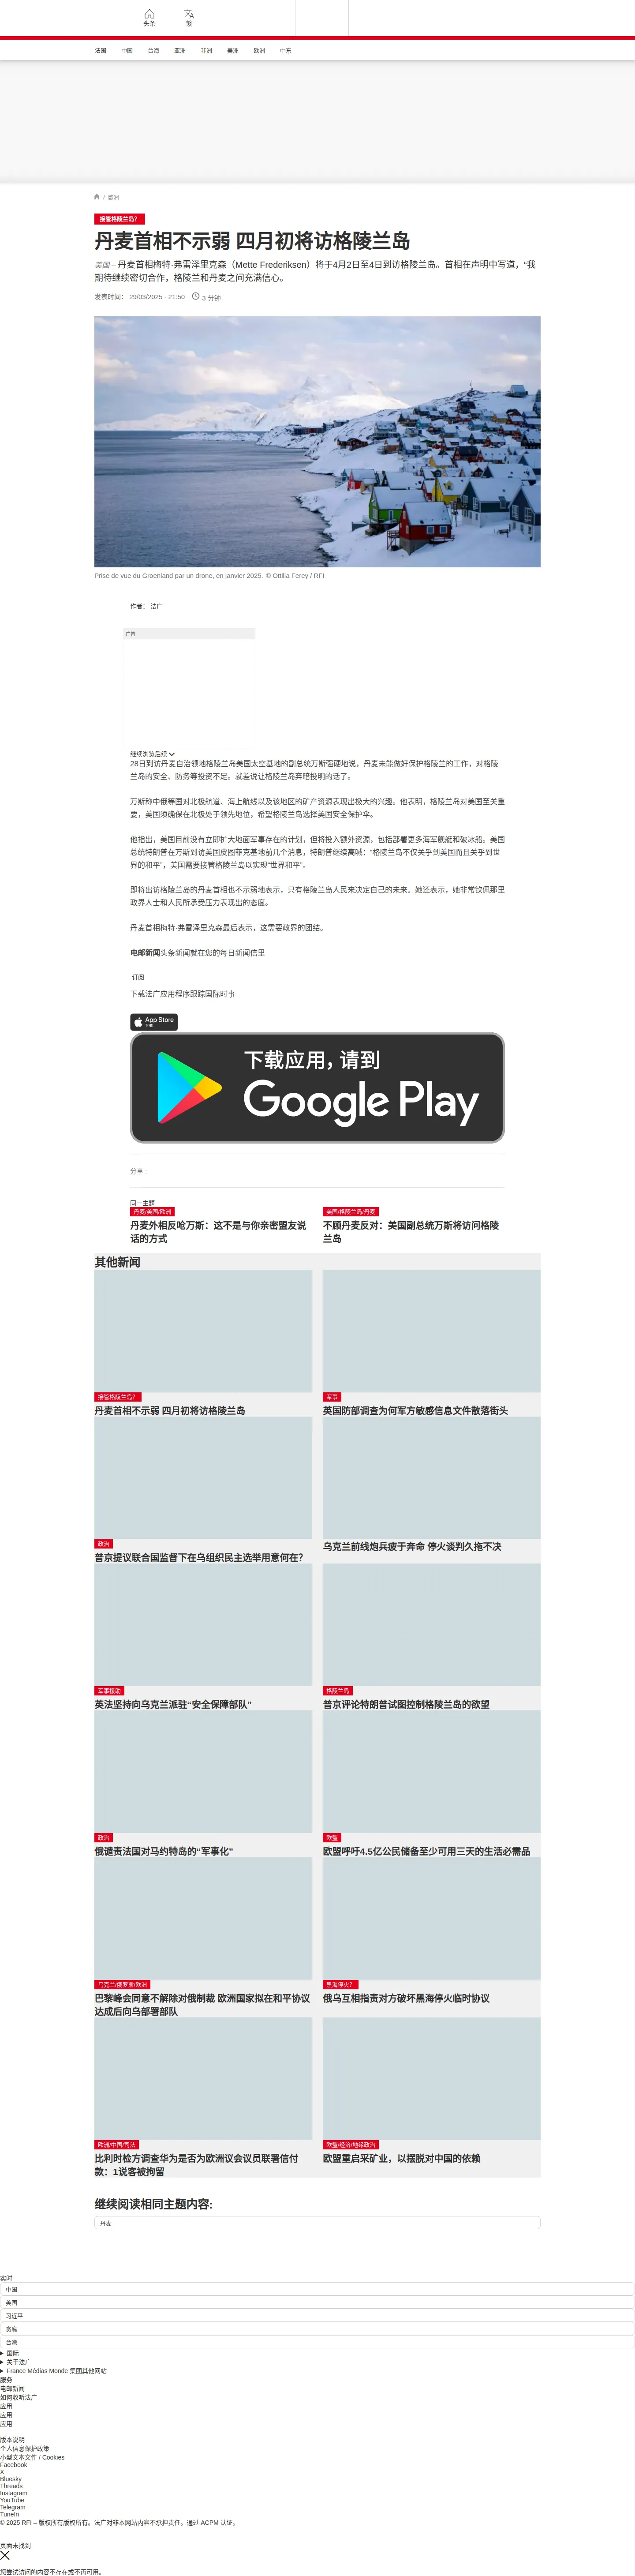 头条
繁
法国
中国
台海
亚洲
非洲
美洲
欧洲
中东
/ 欧洲
接管格陵兰岛?
丹麦首相不示弱 四月初将访格陵兰岛
美国 – 丹麦首相梅特·弗雷泽里克森（Mette Frederiksen）将于4月2日至4日到访格陵兰岛。首相在声明中写道，“我
期待继续密切合作，格陵兰和丹麦之间充满信心。
发表时间： 29/03/2025 - 21:50
3 分钟
Prise de vue du Groenland par un drone, en janvier 2025. © Ottilia Ferey / RFI
作者： 法广
广告
继续浏览后续
28日到访丹麦自治领地格陵兰岛美国太空基地的副总统万斯强硬地说，丹麦未能做好保护格陵兰的工作，对格陵
兰岛的安全、防务等投资不足。就差说让格陵兰岛弃暗投明的话了。
万斯称中俄等国对北极航道、海上航线以及该地区的矿产资源表现出极大的兴趣。他表明，格陵兰岛对美国至关重
要，美国须确保在北极处于领先地位，希望格陵兰岛选择美国安全保护伞。
他指出，美国目前没有立即扩大地面军事存在的计划，但将投入额外资源，包括部署更多海军舰艇和破冰船。美国
总统特朗普在万斯到访美国皮图菲克基地前几个消息，特朗普继续高喊：“格陵兰岛不仅关乎到美国而且关乎到世
界的和平”，美国需要接管格陵兰岛以实现“世界和平”。
即将出访格陵兰岛的丹麦首相也不示弱地表示，只有格陵兰岛人民来决定自己的未来。她还表示，她非常钦佩那里
政界人士和人民所承受压力表现出的态度。
丹麦首相梅特·弗雷泽里克森最后表示，这需要政界的团结。
电邮新闻头条新闻就在您的每日新闻信里
订阅
下载法广应用程序跟踪国际时事
App Store
下载
下载应用，请到
Google Play
分享 :
同一主题
丹麦/美国/欧洲
丹麦外相反呛万斯：这不是与你亲密盟友说
话的方式
美国/格陵兰岛/丹麦
不顾丹麦反对：美国副总统万斯将访问格陵
兰岛
其他新闻
接管格陵兰岛?
丹麦首相不示弱 四月初将访格陵兰岛
军事
英国防部调查为何军方敏感信息文件散落街头
政治
普京提议联合国监督下在乌组织民主选举用意何在?
乌克兰前线炮兵疲于奔命 停火谈判久拖不决
军事援助
英法坚持向乌克兰派驻“安全保障部队”
格陵兰岛
普京评论特朗普试图控制格陵兰岛的欲望
政治
俄谴责法国对马约特岛的“军事化”
欧盟
欧盟呼吁4.5亿公民储备至少可用三天的生活必需品
乌克兰/俄罗斯/欧洲
巴黎峰会同意不解除对俄制裁 欧洲国家拟在和平协议
达成后向乌部署部队
黑海停火?
俄乌互相指责对方破坏黑海停火临时协议
欧洲/中国/司法
比利时检方调查华为是否为欧洲议会议员联署信付
款：1说客被拘留
欧盟/经济/地缘政治
欧盟重启采矿业，以摆脱对中国的依赖
继续阅读相同主题内容:
丹麦
实时
中国
美国
习近平
贪腐
台湾
国际
关于法广
France Médias Monde 集团其他网站
服务
电邮新闻
如何收听法广
应用
应用
应用
版本说明
个人信息保护政策
小型文本文件 / Cookies
Facebook
X
Bluesky
Threads
Instagram
YouTube
Telegram
TuneIn
© 2025 RFI – 版权所有版权所有。法广对非本网站内容不承担责任。通过 ACPM 认证。
页面未找到
您尝试访问的内容不存在或不再可用。